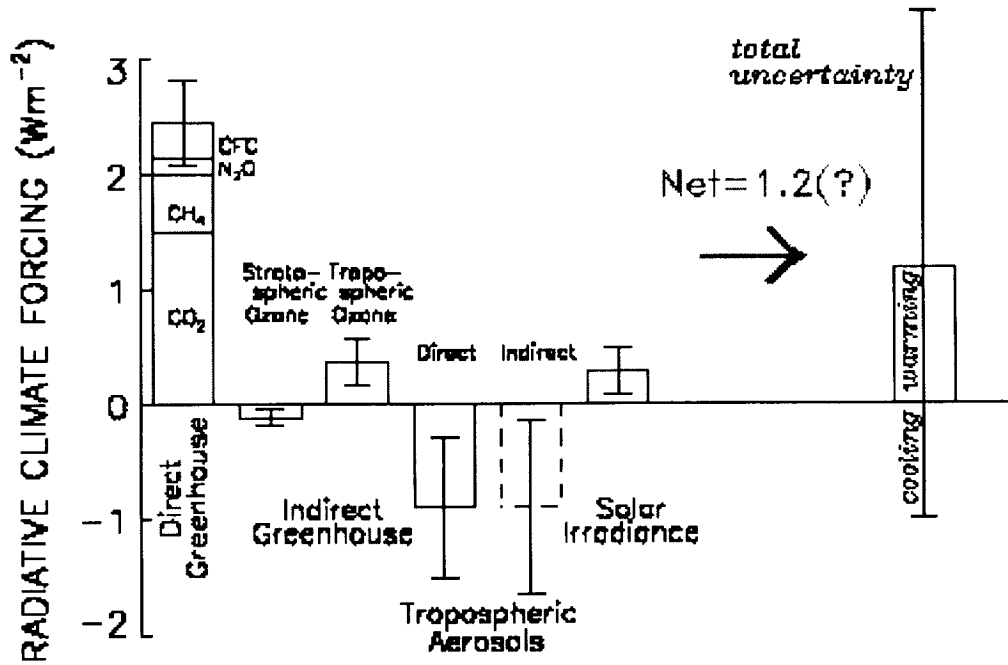 RADIATIVE CLIMATE FORCING (Wm⁻²)
3
2
1
0
-1
-2
CFC
N₂O
CH₄
CO₂
Strato- Tropo-
spheric spheric
Ozone Ozone
Direct Indirect
Direct
Greenhouse
Indirect
Greenhouse
Tropospheric
Aerosols
Solar
Irradiance
total
uncertainty
Net=1.2(?)
warming
cooling